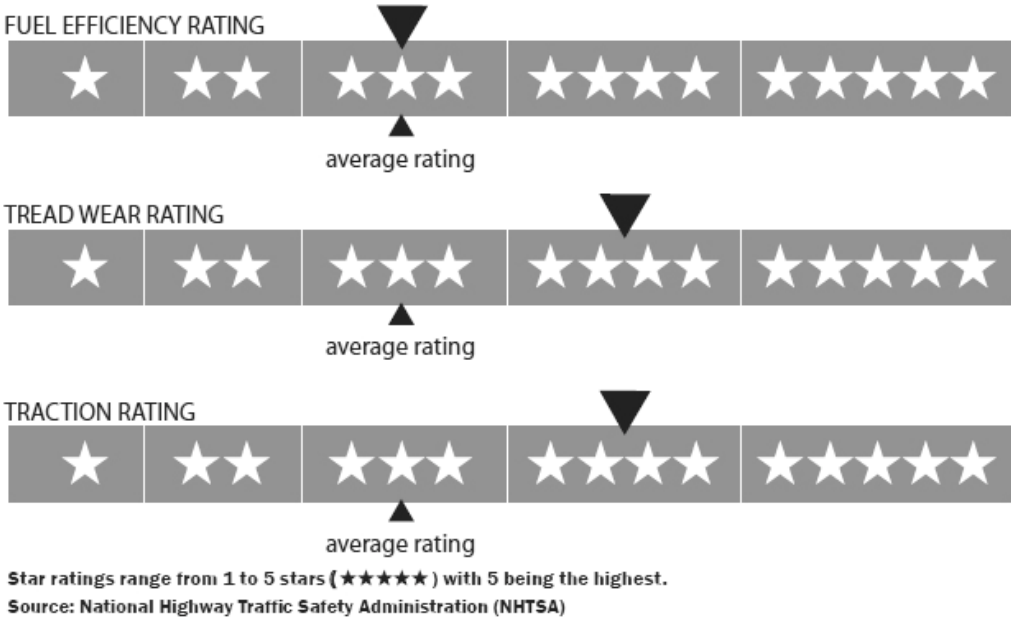 FUEL EFFICIENCY RATING
average rating
TREAD WEAR RATING
average rating
TRACTION RATING
average rating
Star ratings range from 1 to 5 stars (★★★★★) with 5 being the highest.
Source: National Highway Traffic Safety Administration (NHTSA)